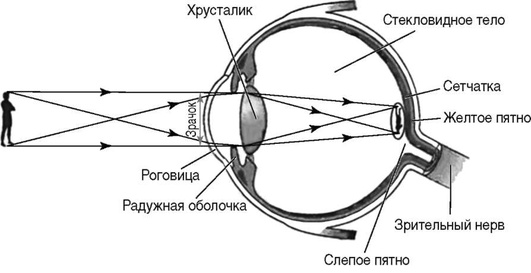 Хрусталик
Стекловидное тело
Сетчатка
Желтое пятно
Зрачок
Роговица
Радужная оболочка
Зрительный нерв
Слепое пятно